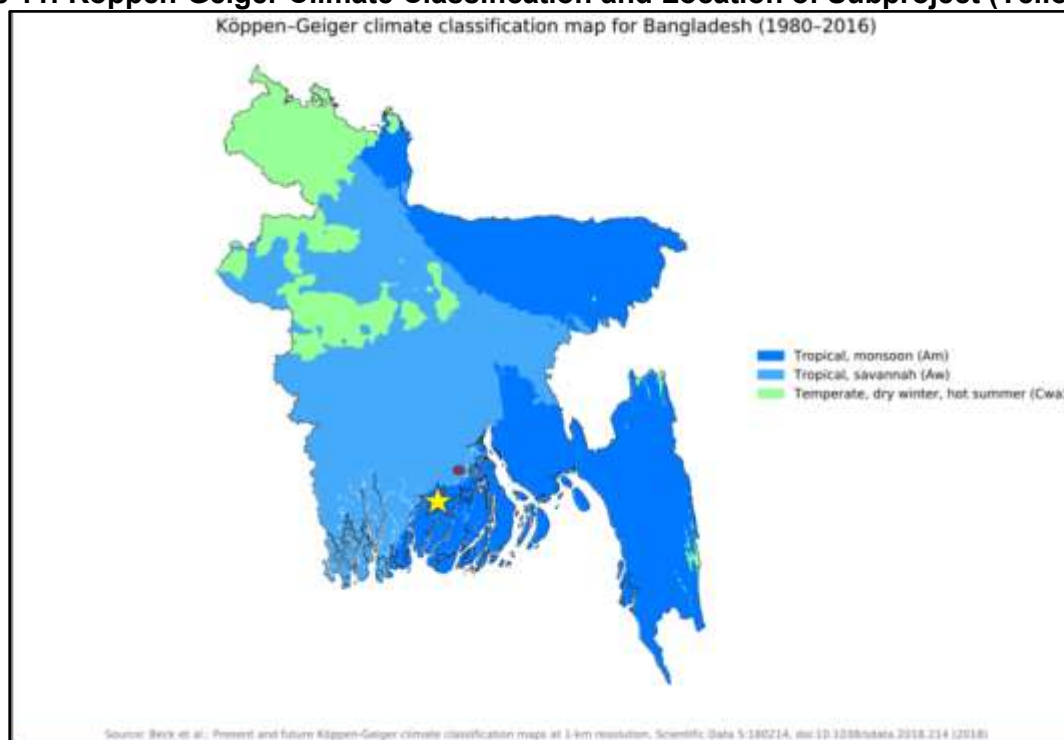 Köppen-Geiger Climate Classification and Location of Subproject
Köppen–Geiger climate classification map for Bangladesh (1980–2016)
Tropical, monsoon (Am)
Tropical, savannah (Aw)
Temperate, dry winter, hot summer (Cwa)
Source: Beck et al.: Present and future Köppen-Geiger climate classification maps at 1-km resolution, Scientific Data 5:180214, doi:10.1038/sdata.2018.214 (2018)